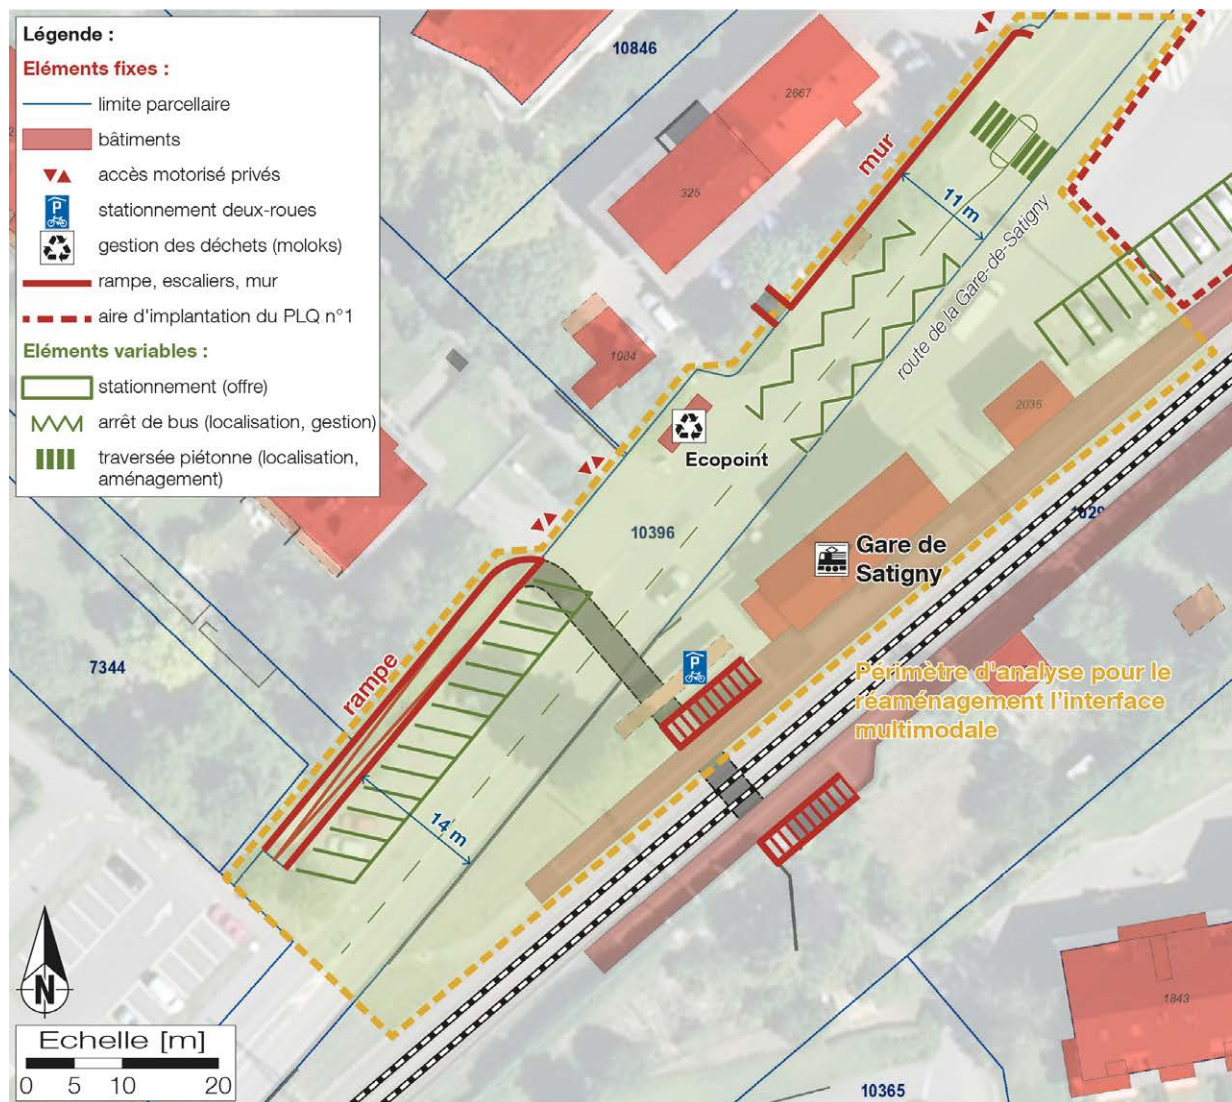 Légende :
Eléments fixes :
limite parcellaire
bâtiments
accès motorisé privés
P
stationnement deux-roues
gestion des déchets (moloks)
rampe, escaliers, mur
aire d'implantation du PLQ n°1
Eléments variables :
stationnement (offre)
arrêt de bus (localisation, gestion)
traversée piétonne (localisation,
aménagement)
10846
2667
325
mur
11 m
route de la Gare-de-Satigny
1084
2035
Ecopoint
10396
Gare de
Satigny
7344
rampe
P
Périmètre d'analyse pour le
réaménagement l'interface
multimodale
14 m
N
Echelle [m]
0 5 10 20
1843
10365